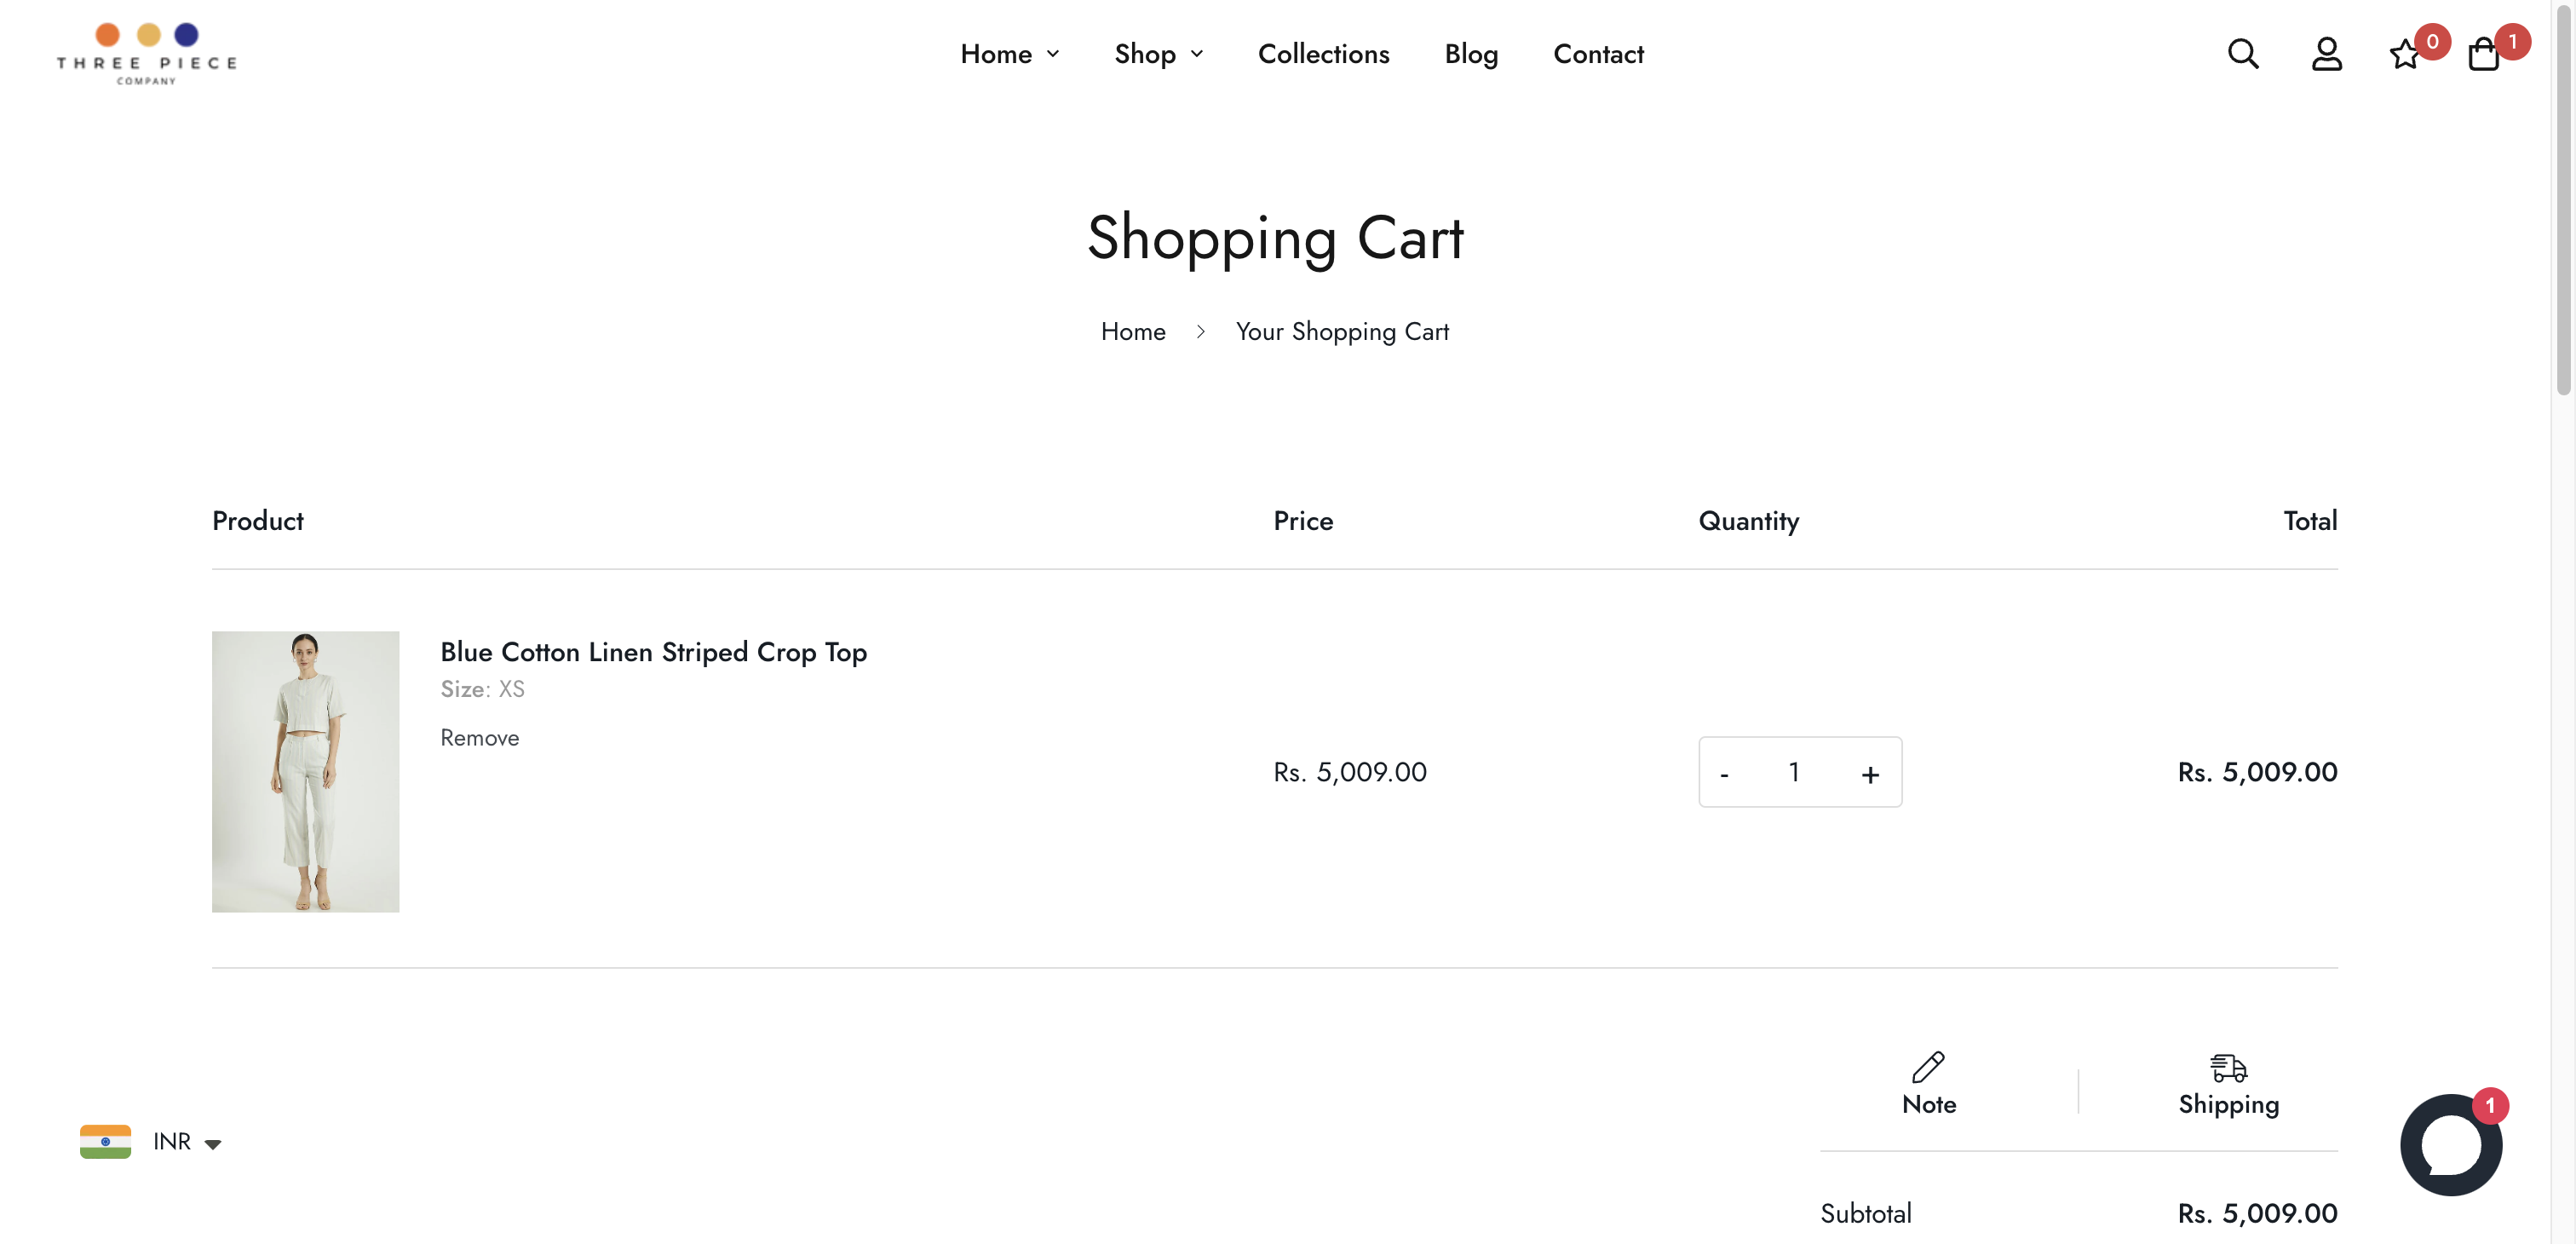 THREE PIECE
COMPANY
Home
Shop
Collections
Blog
Contact
0
1
Shopping Cart
Home > Your Shopping Cart
Product Price Quantity Total
Blue Cotton Linen Striped Crop Top
Size: XS
Remove
Rs. 5,009.00 - 1 + Rs. 5,009.00
Note
Shipping
1
INR
Subtotal Rs. 5,009.00